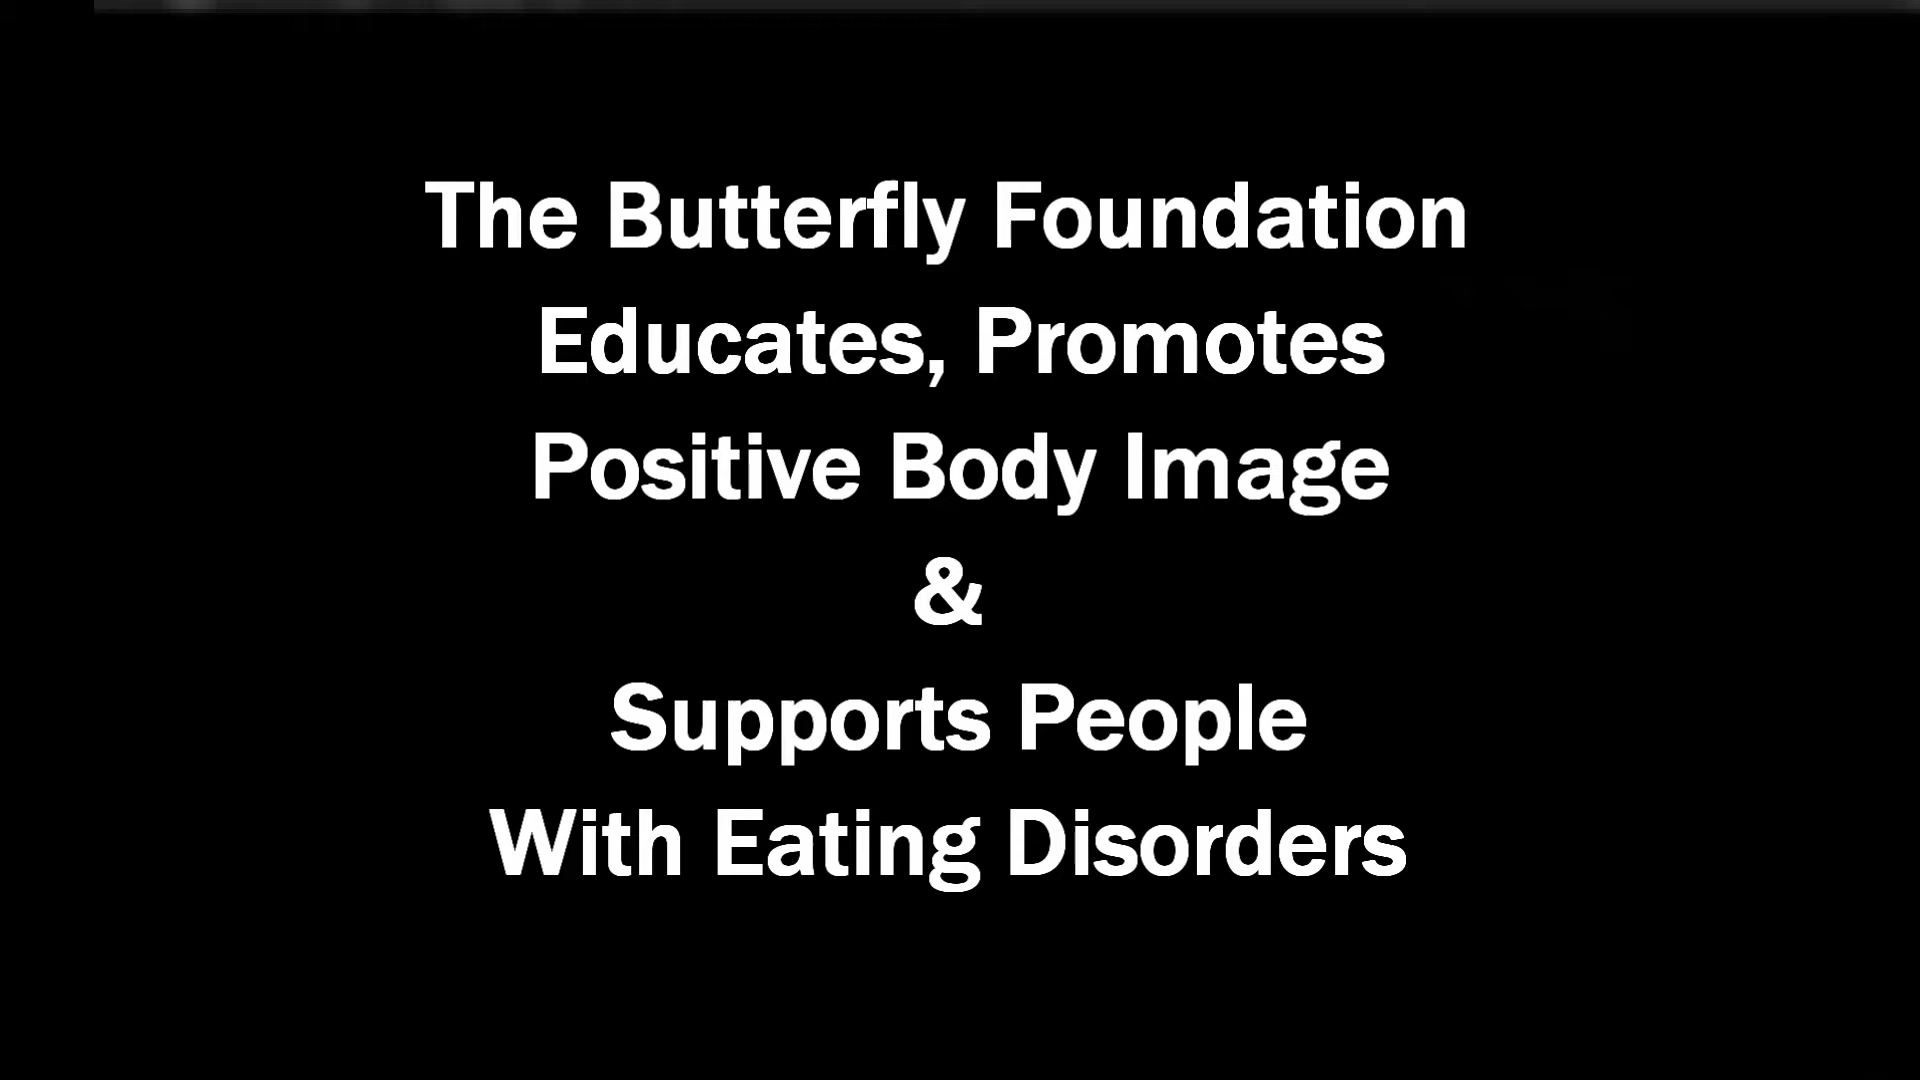 The Butterfly Foundation
Educates, Promotes
Positive Body Image
&
Supports People
With Eating Disorders